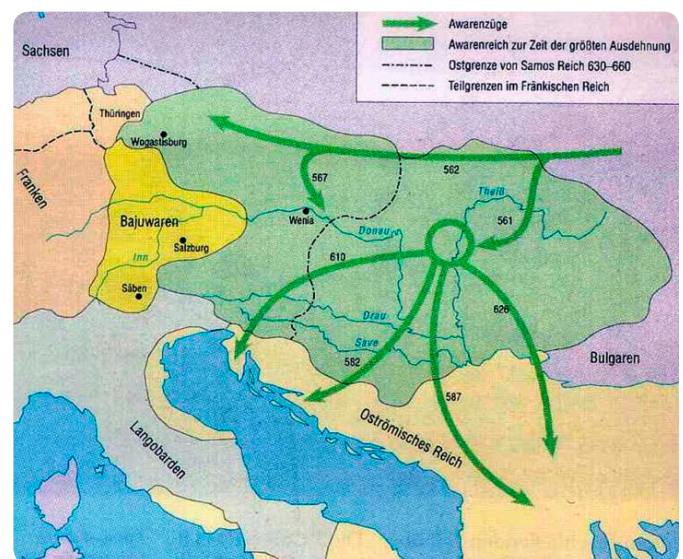 Awarenzüge
Awarenreich zur Zeit der größten Ausdehnung
Ostgrenze von Samos Reich 630–660
Teilgrenzen im Fränkischen Reich
Sachsen
Thüringen
Wogastisburg
Franken
562
567
Theiß
561
Bajuwaren
Wenia
Donau
Salzburg
Inn
610
Säben
626
Drau
Save
582
Bulgaren
587
Oströmisches Reich
Langobarden